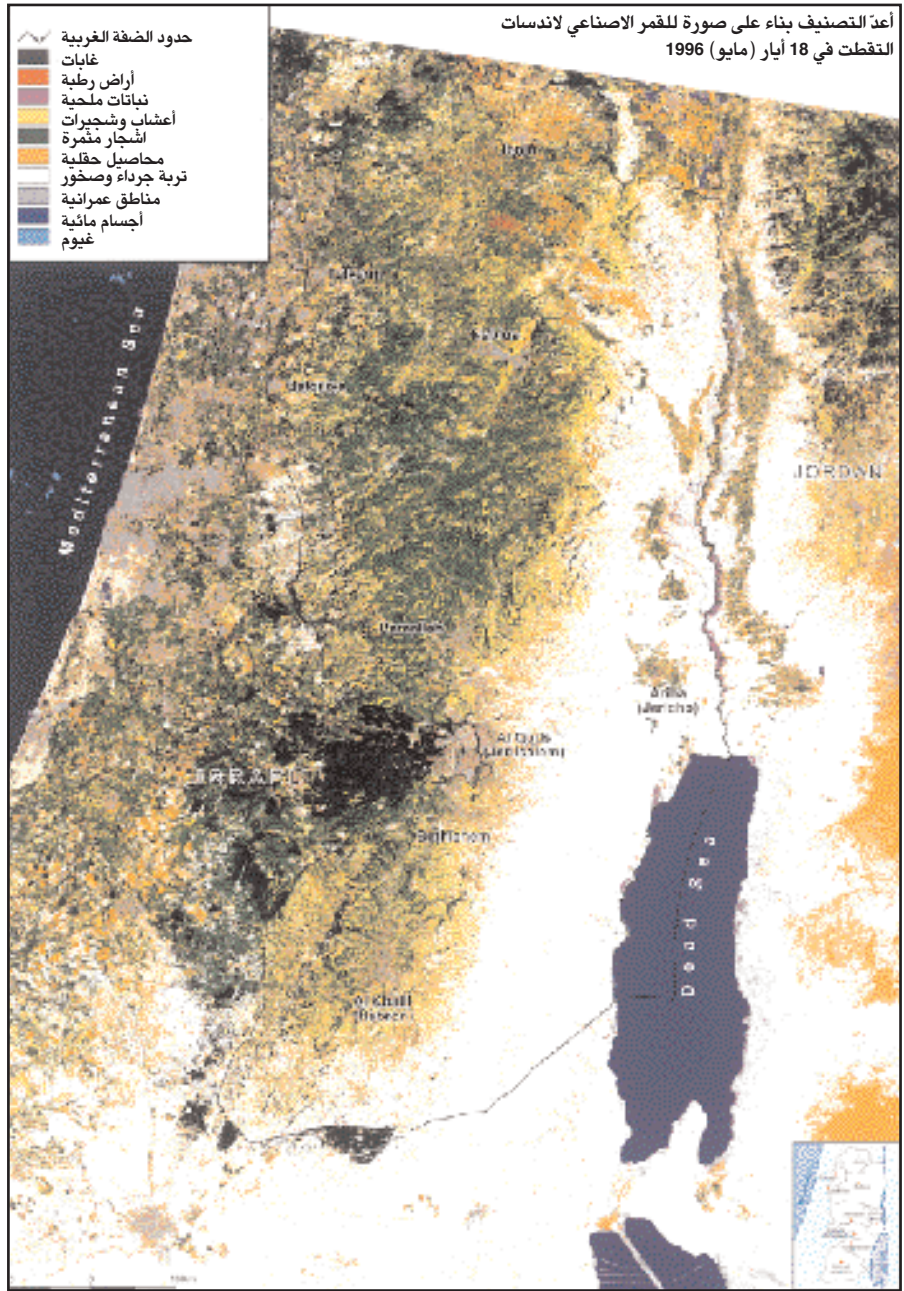 أعدّ التصنيف بناء على صورة للقمر الاصناعي لاندسات
التقطت في 18 أيار (مايو) 1996
حدود الضفة الغربية
غابات
أراض رطبة
نباتات ملحية
أعشاب وشجيرات
اشجار مثمرة
محاصيل حقلية
تربة جرداء وصخور
مناطق عمرانية
أجسام مائية
غيوم
Mediterranean Sea
JORDAN
Ramallah
Ariha
(Jericho)
Al Quds
(Jerusalem)
ISRAEL
Bethlehem
Dead Sea
Al Khalil
(Hebron)
0